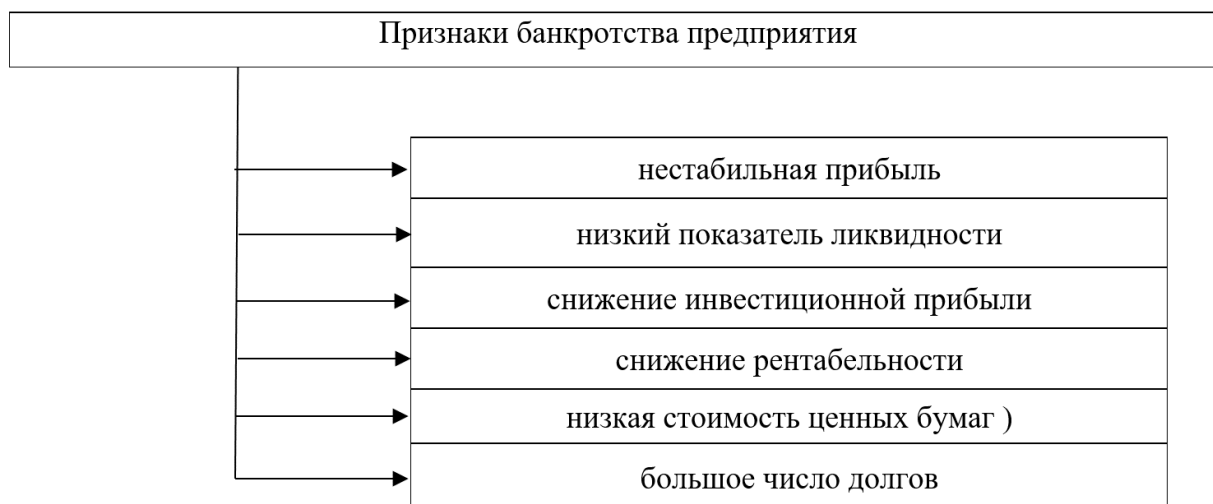 Признаки банкротства предприятия
нестабильная прибыль
низкий показатель ликвидности
снижение инвестиционной прибыли
снижение рентабельности
низкая стоимость ценных бумаг )
большое число долгов